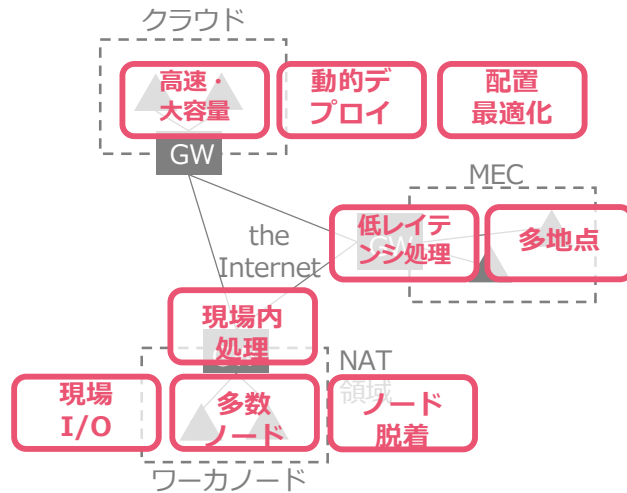 クラウド
高速・
大容量
動的デ
プロイ
配置
最適化
GW
MEC
the
Internet
低レイテ
ンシ処理
GW
多地点
現場内
処理
NAT
領域
現場
I/O
多数
ノード
ノード
脱着
ワーカノード